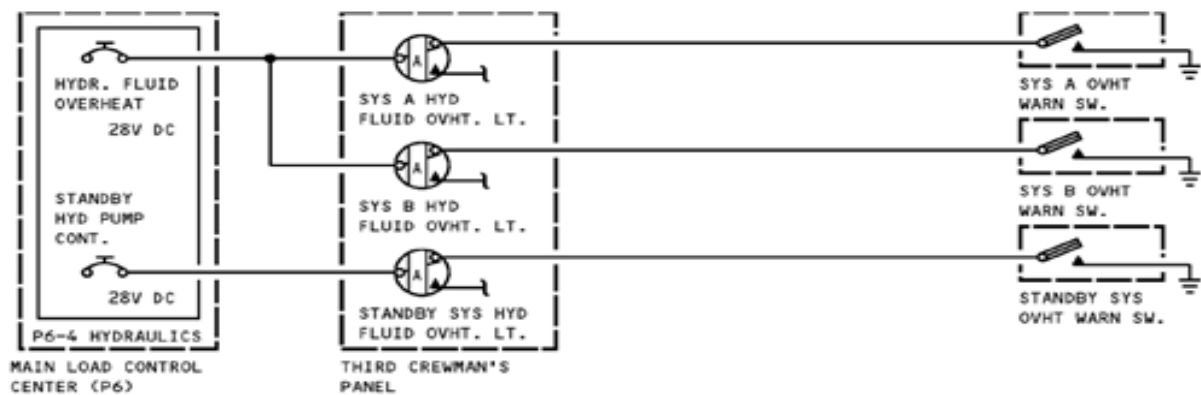 HYDR. FLUID
OVERHEAT
28V DC
STANDBY
HYD PUMP
CONT.
28V DC
P6-4 HYDRAULICS
MAIN LOAD CONTROL
CENTER (P6)
A
SYS A HYD
FLUID OVHT. LT.
A
SYS B HYD
FLUID OVHT. LT.
A
STANDBY SYS HYD
FLUID OVHT. LT.
THIRD CREWMAN'S
PANEL
SYS A OVHT
WARN SW.
SYS B OVHT
WARN SW.
STANDBY SYS
OVHT WARN SW.